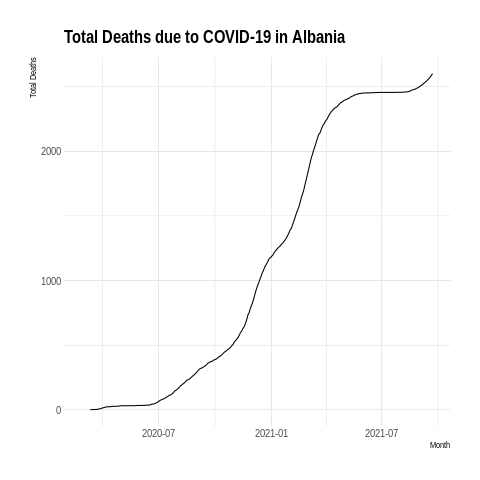 Total Deaths due to COVID-19 in Albania
Total Deaths
2000
1000
0
2020-07 2021-01 2021-07
Month